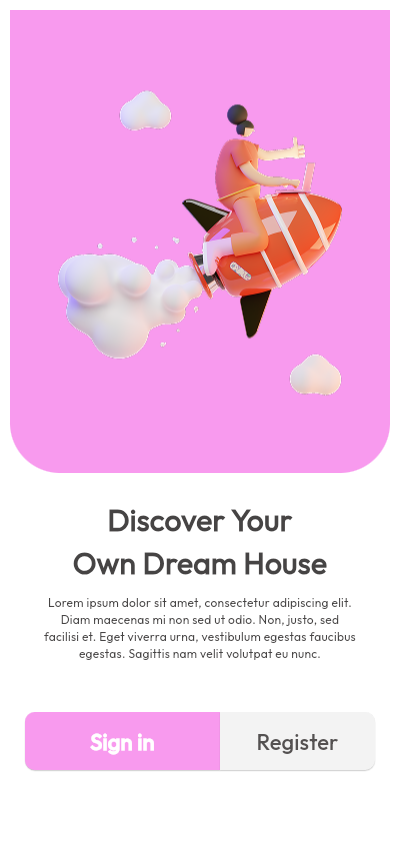 Discover Your
Own Dream House
Lorem ipsum dolor sit amet, consectetur adipiscing elit.
Diam maecenas mi non sed ut odio. Non, justo, sed
facilisi et. Eget viverra urna, vestibulum egestas faucibus
egestas. Sagittis nam velit volutpat eu nunc.
Sign in
Register